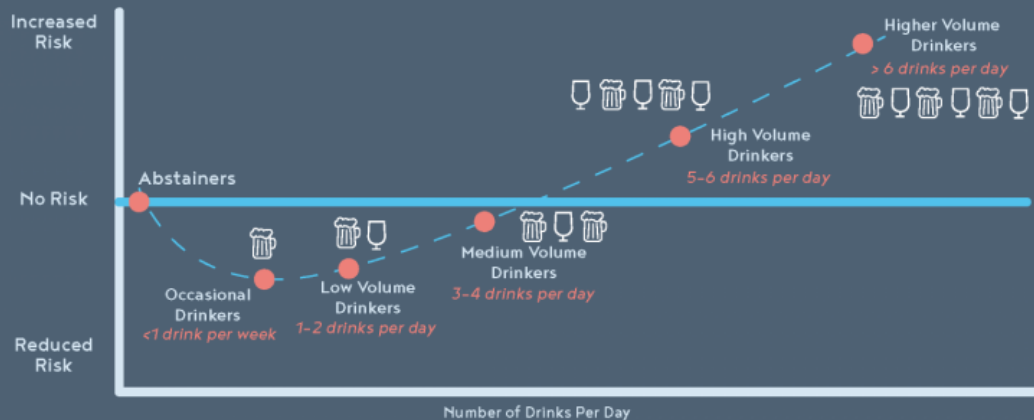 Increased
Risk
Higher Volume
Drinkers
> 6 drinks per day
High Volume
Drinkers
5-6 drinks per day
Abstainers
No Risk
Medium Volume
Drinkers
3-4 drinks per day
Low Volume
Drinkers
1-2 drinks per day
Occasional
Drinkers
<1 drink per week
Reduced
Risk
Number of Drinks Per Day